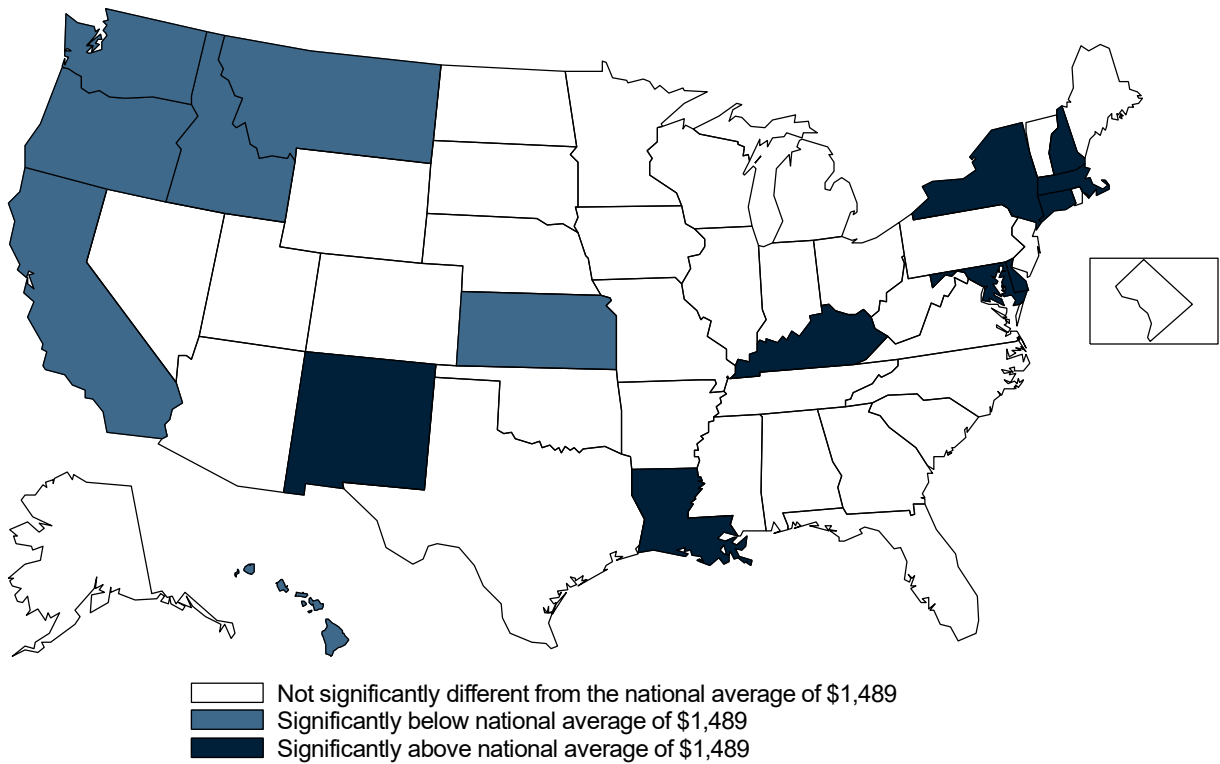 Not significantly different from the national average of $1,489
Significantly below national average of $1,489
Significantly above national average of $1,489